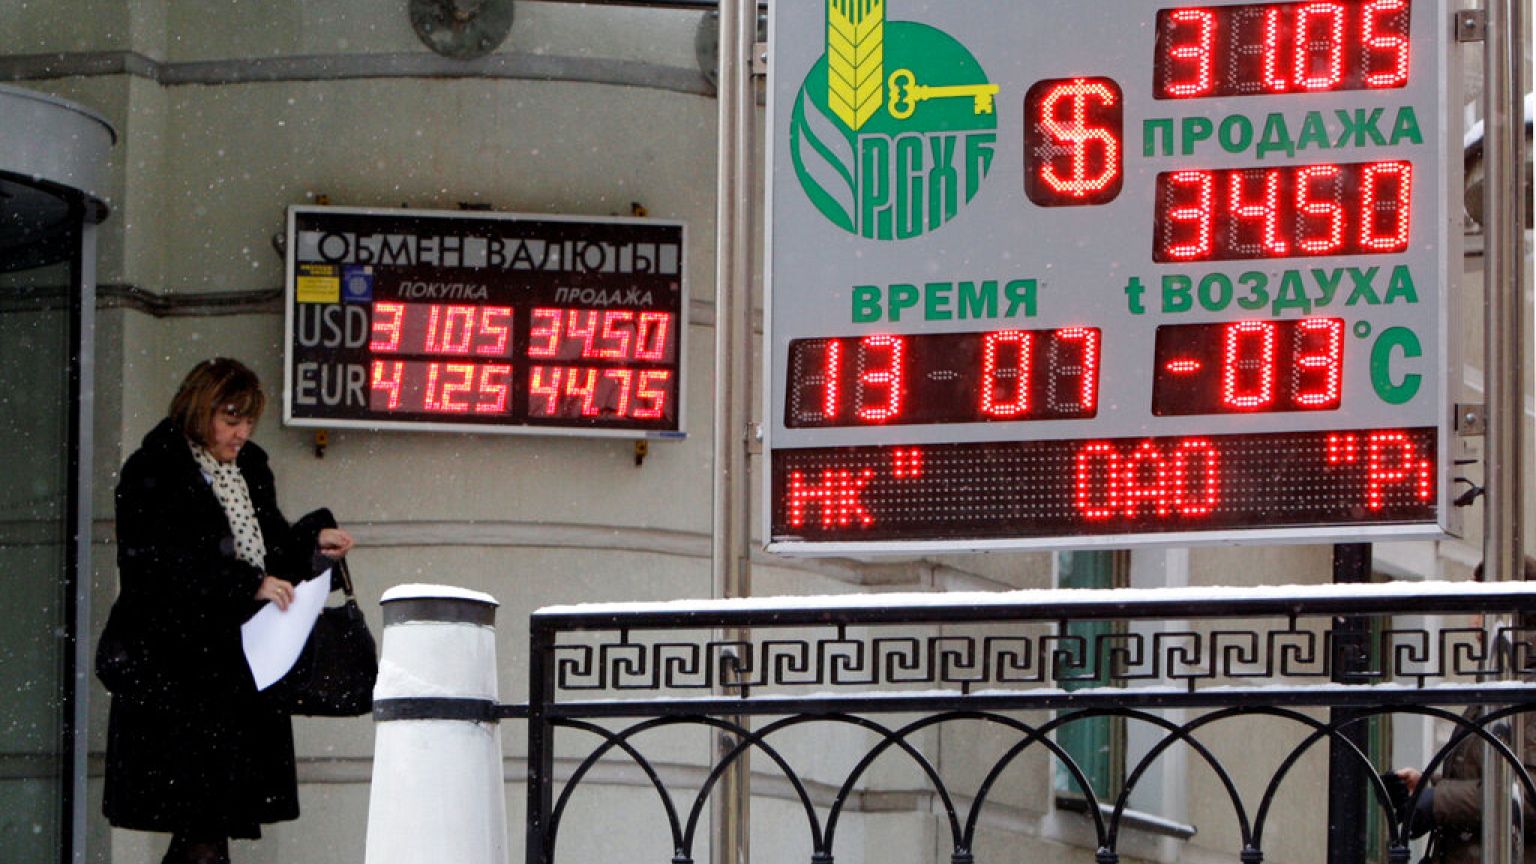 ОБМЕН ВАЛЮТЫ
ПОКУПКА ПРОДАЖА
USD 31.05 34.50
EUR 41.25 44.75
РСХБ
$
31.05
ПРОДАЖА
34.50
ВРЕМЯ
13-07
t ВОЗДУХА
-03 °C
НК" ОАО "Р